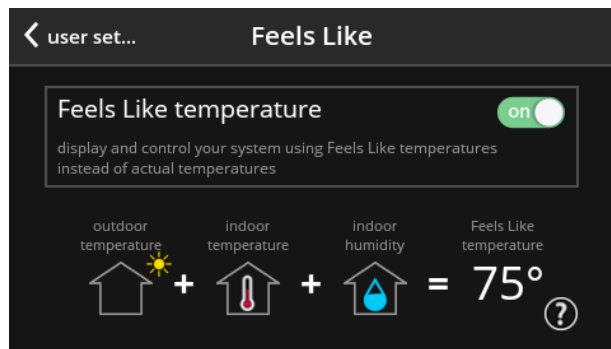 user set...
Feels Like
Feels Like temperature
on
display and control your system using Feels Like temperatures
instead of actual temperatures
outdoor
temperature
indoor
temperature
indoor
humidity
Feels Like
temperature
+ + = 75°
?